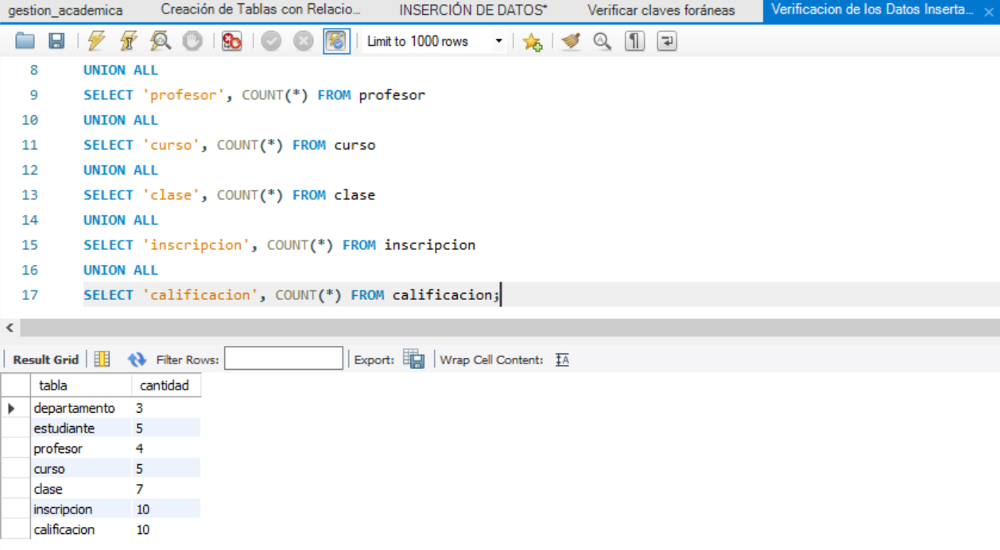 gestion_academica Creación de Tablas con Relacio... INSERCIÓN DE DATOS* Verificar claves foráneas Verificacion de los Datos Inserta... ×
Limit to 1000 rows
8 UNION ALL
9 SELECT 'profesor', COUNT(*) FROM profesor
10 UNION ALL
11 SELECT 'curso', COUNT(*) FROM curso
12 UNION ALL
13 SELECT 'clase', COUNT(*) FROM clase
14 UNION ALL
15 SELECT 'inscripcion', COUNT(*) FROM inscripcion
16 UNION ALL
17 SELECT 'calificacion', COUNT(*) FROM calificacion;
Result Grid Filter Rows: Export: Wrap Cell Content:
tabla cantidad
departamento 3
estudiante 5
profesor 4
curso 5
clase 7
inscripcion 10
calificacion 10